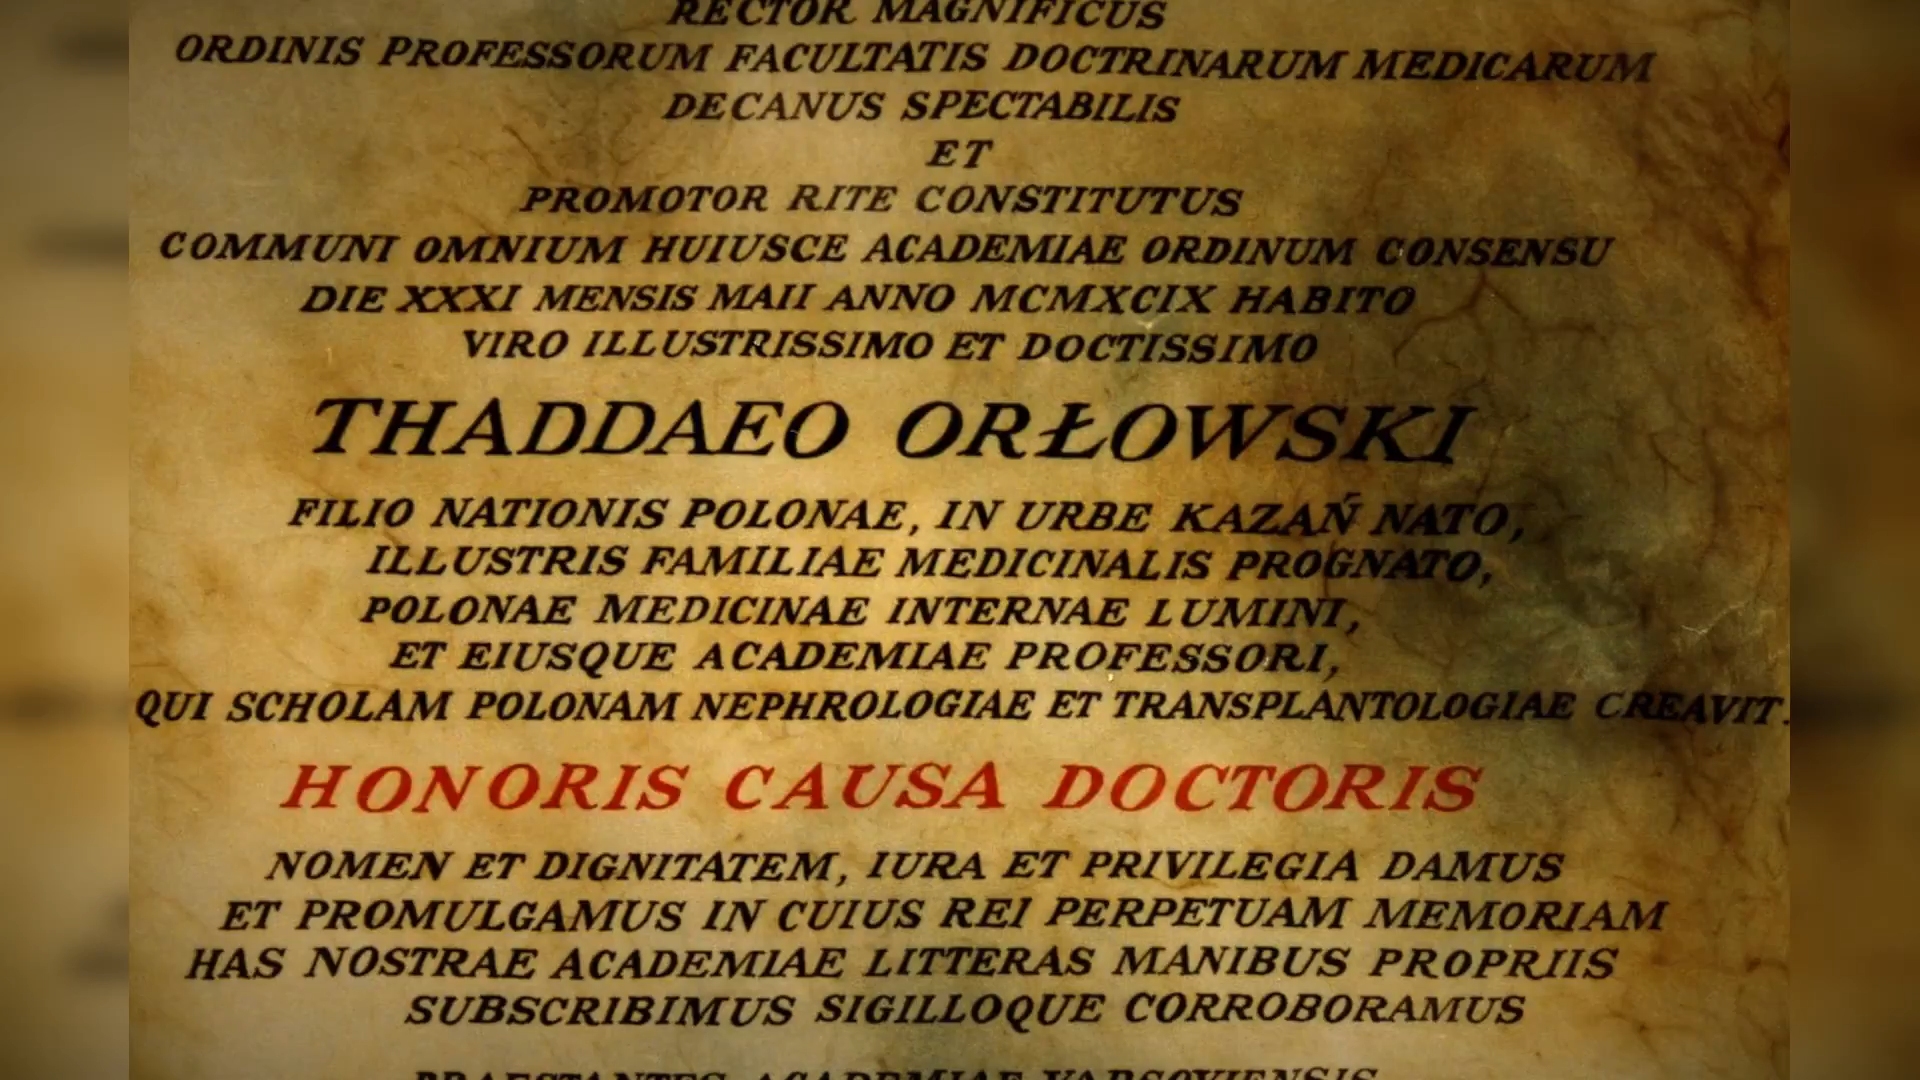 RECTOR MAGNIFICUS
ORDINIS PROFESSORUM FACULTATIS DOCTRINARUM MEDICARUM
DECANUS SPECTABILIS
ET
PROMOTOR RITE CONSTITUTUS
COMMUNI OMNIUM HUIUSCE ACADEMIAE ORDINUM CONSENSU
DIE XXXI MENSIS MAII ANNO MCMXCIX HABITO
VIRO ILLUSTRISSIMO ET DOCTISSIMO
THADDAEO ORŁOWSKI
FILIO NATIONIS POLONAE, IN URBE KAZAŃ NATO,
ILLUSTRIS FAMILIAE MEDICINALIS PROGNATO,
POLONAE MEDICINAE INTERNAE LUMINI,
ET EIUSQUE ACADEMIAE PROFESSORI,
QUI SCHOLAM POLONAM NEPHROLOGIAE ET TRANSPLANTOLOGIAE CREAVIT.
HONORIS CAUSA DOCTORIS
NOMEN ET DIGNITATEM, IURA ET PRIVILEGIA DAMUS
ET PROMULGAMUS IN CUIUS REI PERPETUAM MEMORIAM
HAS NOSTRAE ACADEMIAE LITTERAS MANIBUS PROPRIIS
SUBSCRIBIMUS SIGILLOQUE CORROBORAMUS
PRAESTANTES ACADEMIAE VARSOVIENSIS